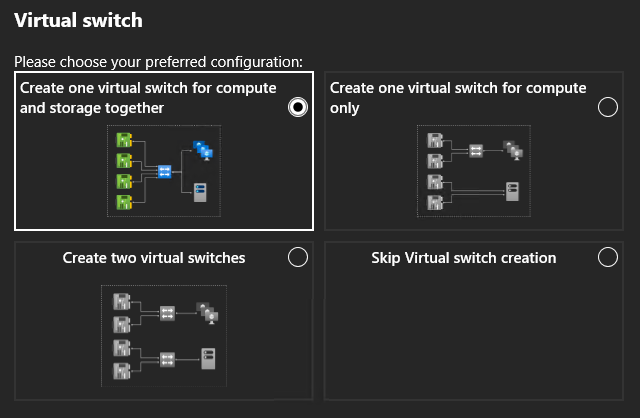 Virtual switch
Please choose your preferred configuration:
Create one virtual switch for compute
and storage together
Create one virtual switch for compute
only
Create two virtual switches
Skip Virtual switch creation